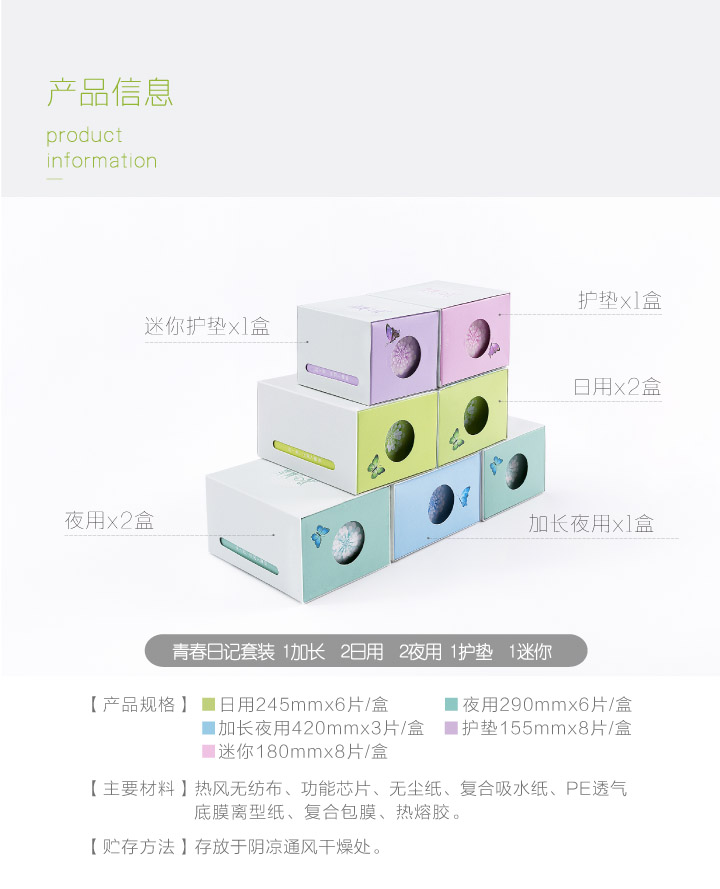 产品信息
product
information
护垫x1盒
迷你护垫x1盒
日用x2盒
夜用x2盒
加长夜用x1盒
青春日记套装 1加长 2日用 2夜用 1护垫 1迷你
【产品规格】 日用245mmx6片/盒 夜用290mmx6片/盒
加长夜用420mmx3片/盒 护垫155mmx8片/盒
迷你180mmx8片/盒
【主要材料】热风无纺布、功能芯片、无尘纸、复合吸水纸、PE透气
底膜离型纸、复合包膜、热熔胶。
【贮存方法】存放于阴凉通风干燥处。